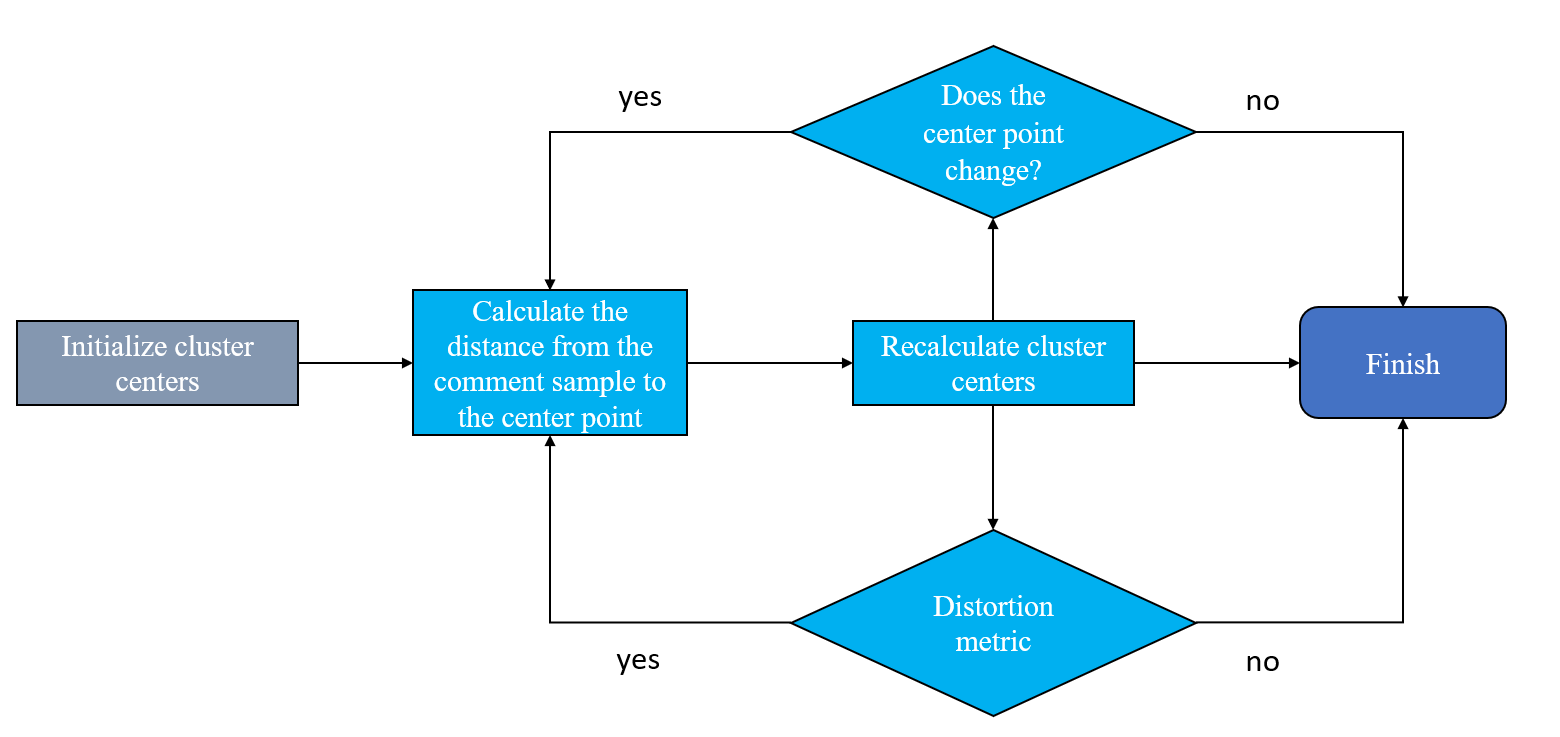 yes
Does the
center point
change?
no
Initialize cluster
centers
Calculate the
distance from the
comment sample to
the center point
Recalculate cluster
centers
Finish
Distortion
metric
yes
no